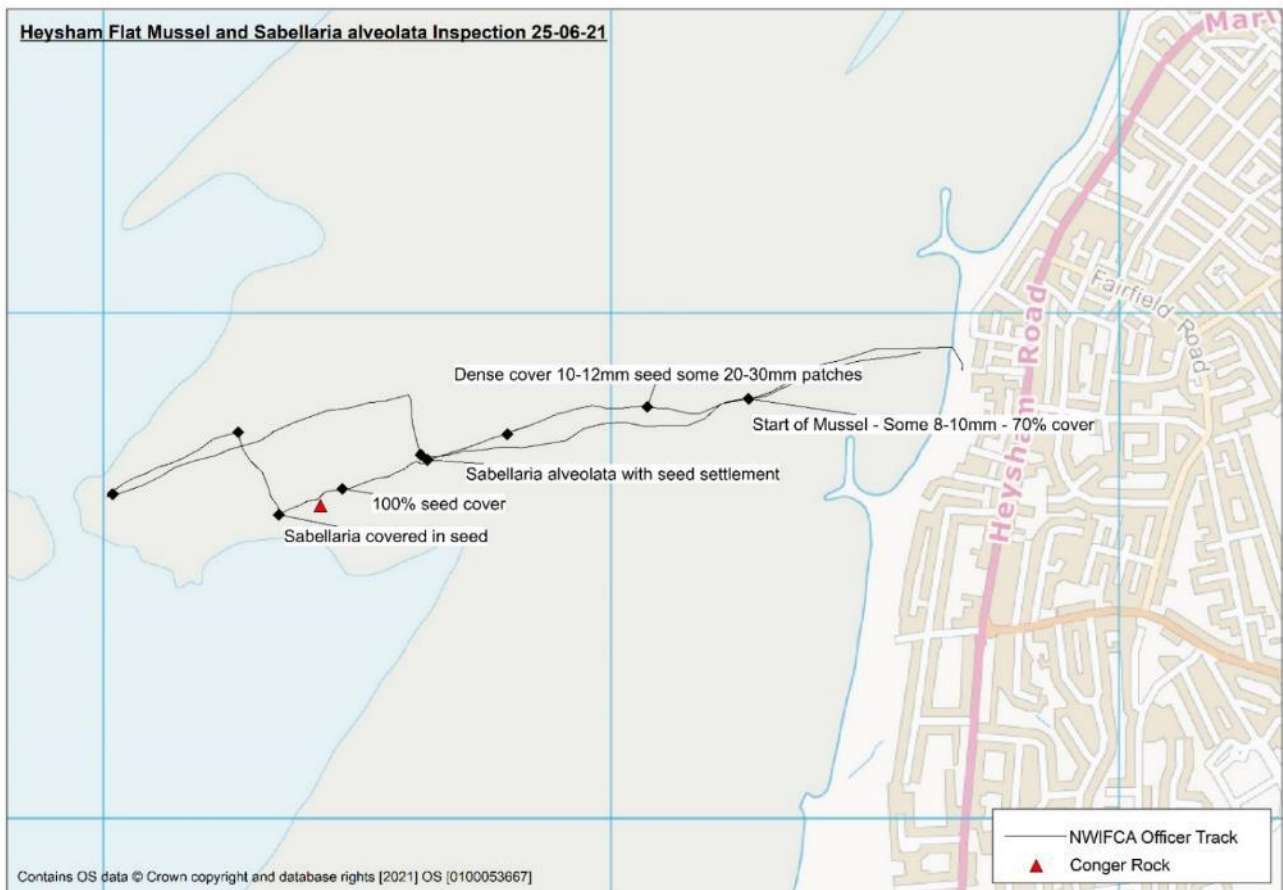 Heysham Flat Mussel and Sabellaria alveolata Inspection 25-06-21
Marl
Fairfield Road
Heysham Road
Dense cover 10-12mm seed some 20-30mm patches
Start of Mussel - Some 8-10mm - 70% cover
Sabellaria alveolata with seed settlement
100% seed cover
Sabellaria covered in seed
NWIFCA Officer Track
Conger Rock
Contains OS data © Crown copyright and database rights [2021] OS [0100053667]